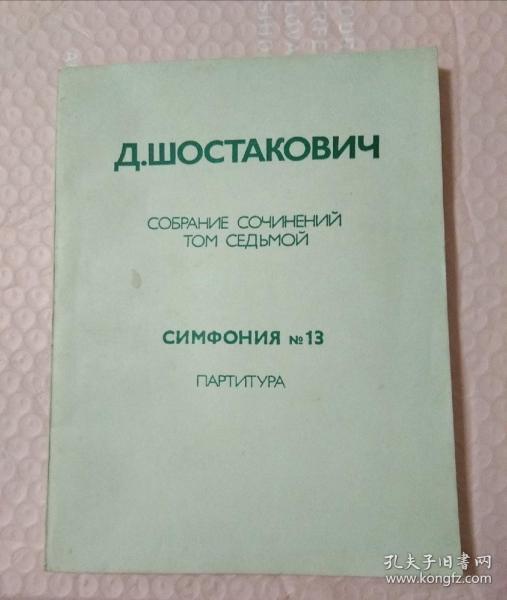 Д.ШОСТАКОВИЧ
СОБРАНИЕ СОЧИНЕНИЙ
ТОМ СЕДЬМОЙ
СИМФОНИЯ №13
ПАРТИТУРА
孔夫子旧书网
www.kongfz.com